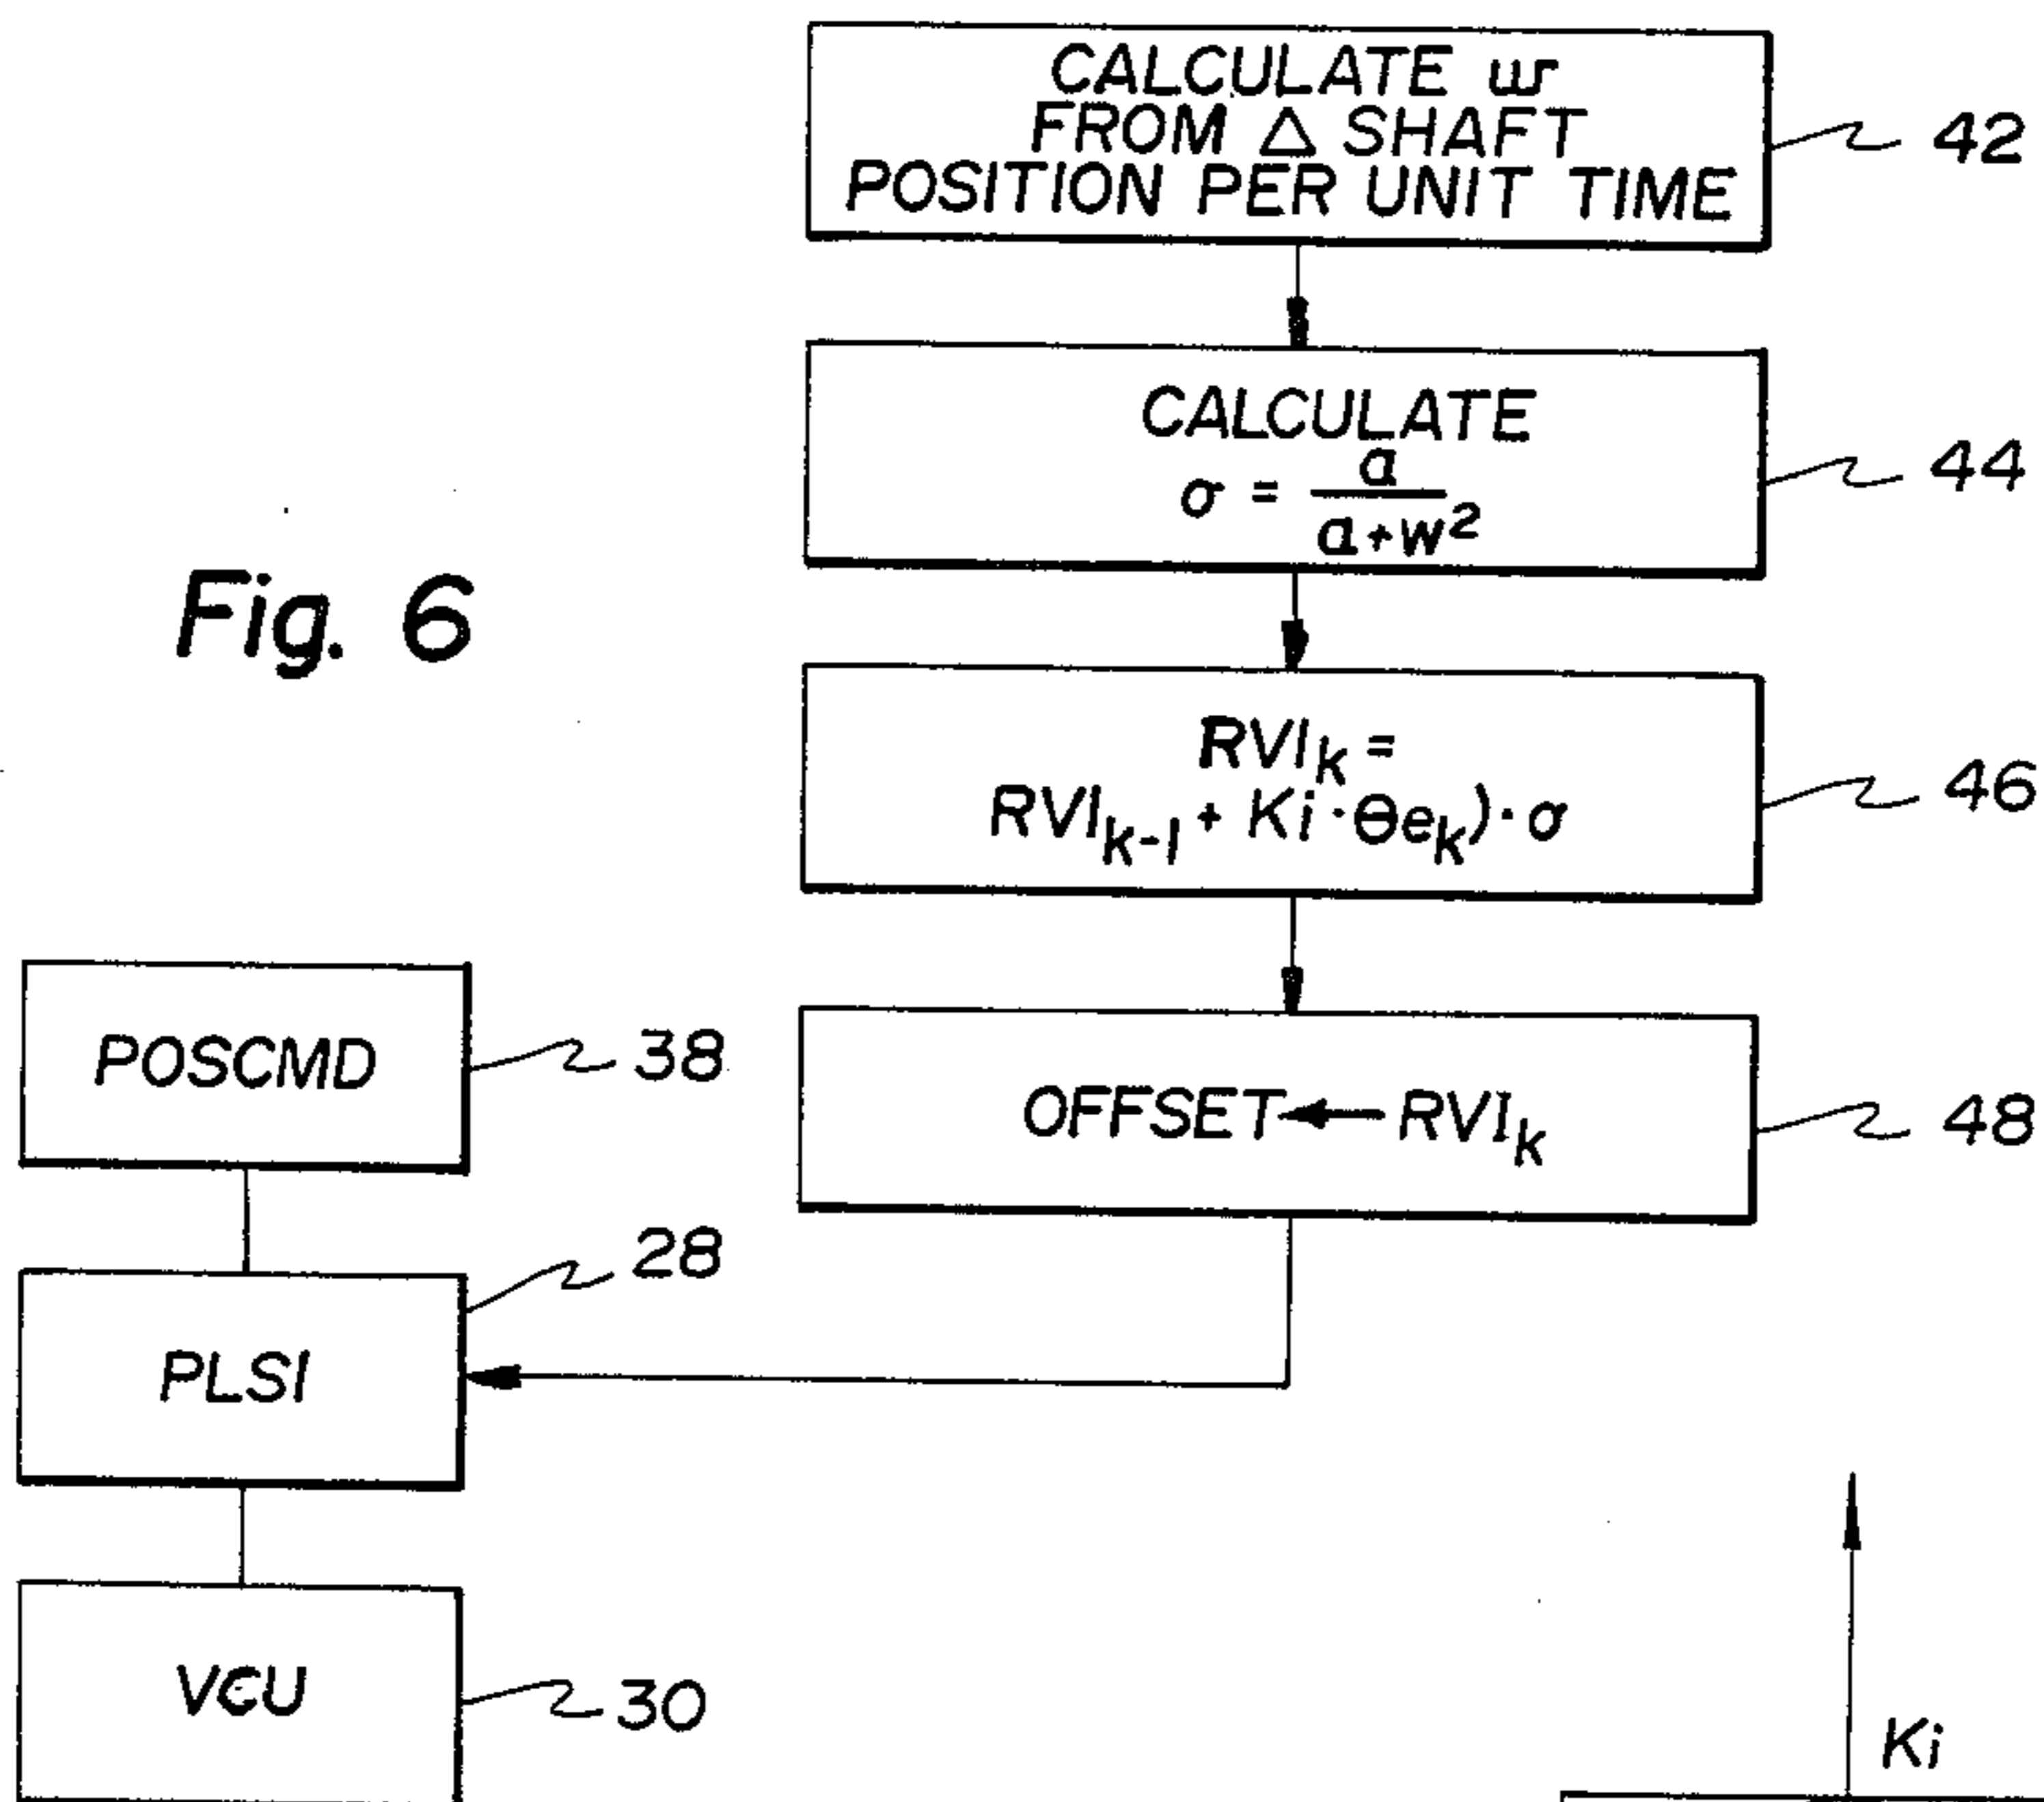 CALCULATE ω
FROM Δ SHAFT
POSITION PER UNIT TIME
42
CALCULATE
σ = a / a+w²
44
Fig. 6
RVIₖ =
RVIₖ₋₁ + Ki · Θeₖ) · σ
46
POSCMD
38
OFFSET ← RVIₖ
48
28
PLSI
VCU
30
Ki